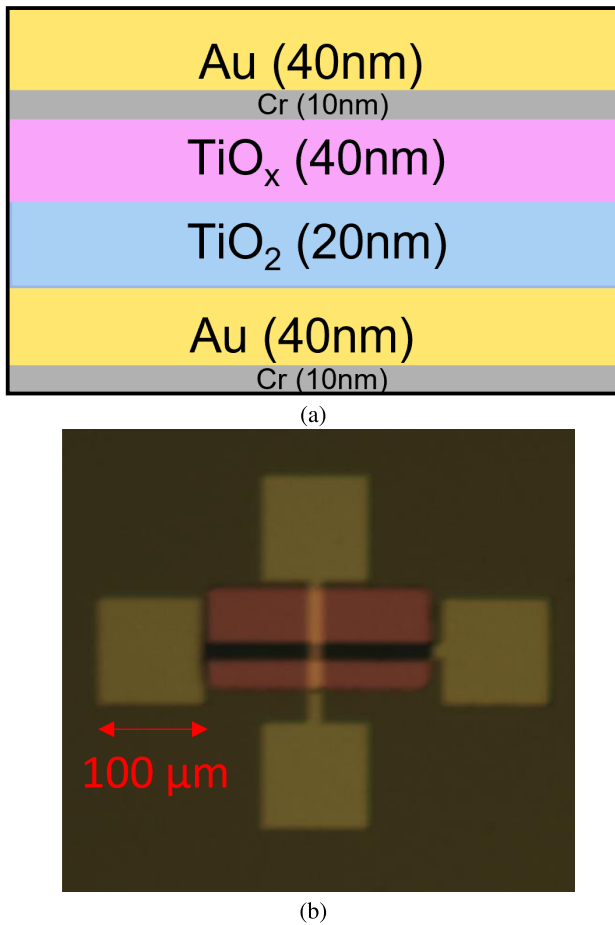 Au (40nm)
Cr (10nm)
TiOx (40nm)
TiO2 (20nm)
Au (40nm)
Cr (10nm)
(a)
100 μm
(b)